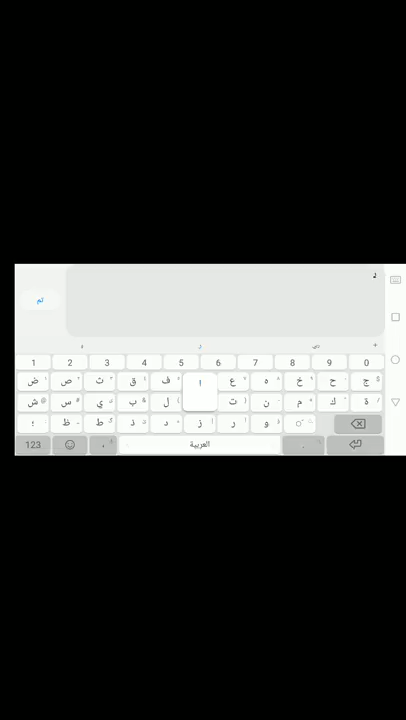 تم
1 2 3 4 5 6 7 8 9 0
ض ص ث ق ف ا ع ه خ ح ج
ش س ي ب ل ت ن م ك ة
ظ ط ذ د ز ر و
123 ، العربية .